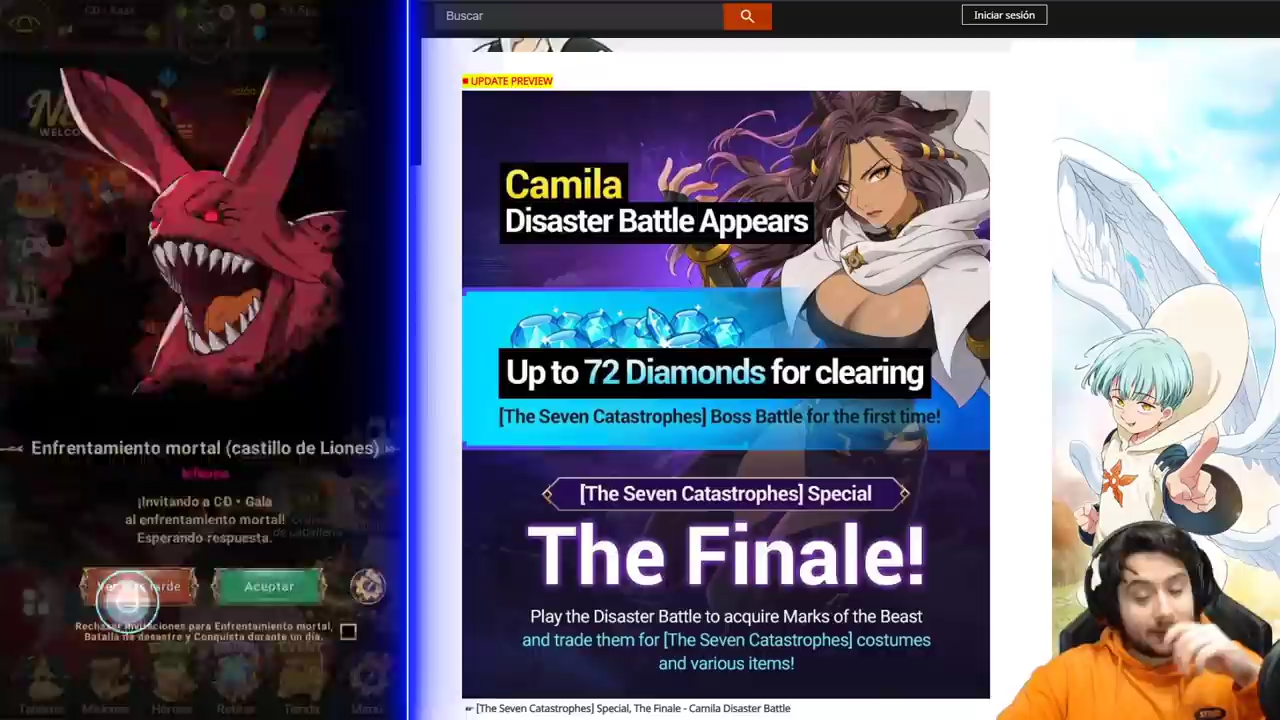 Buscar
Iniciar sesión
UPDATE PREVIEW
Camila
Disaster Battle Appears
Up to 72 Diamonds for clearing
[The Seven Catastrophes] Boss Battle for the first time!
[The Seven Catastrophes] Special
The Finale!
Play the Disaster Battle to acquire Marks of the Beast
and trade them for [The Seven Catastrophes] costumes
and various items!
☛ [The Seven Catastrophes] Special, The Finale - Camila Disaster Battle
Enfrentamiento mortal (castillo de Liones)
Infierno
¡Invitando a CD • Gala
al enfrentamiento mortal!
Esperando respuesta.
Aceptar
Rechazar invitaciones para Enfrentamiento mortal,
Batalla de desastre y Conquista durante un día.
Tienda
Menú